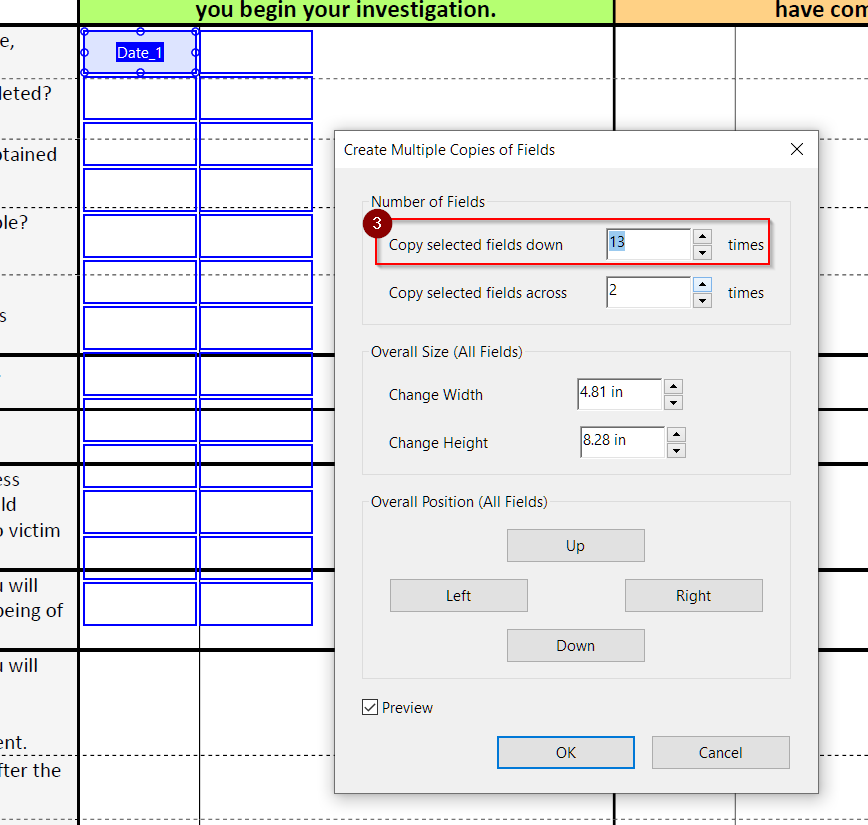 you begin your investigation.
have com
e,
Date_1
leted?
otained
ole?
s
ess
ld
o victim
u will
being of
u will
ent.
fter the
Create Multiple Copies of Fields
Number of Fields
3
Copy selected fields down 13 times
Copy selected fields across 2 times
Overall Size (All Fields)
Change Width 4.81 in
Change Height 8.28 in
Overall Position (All Fields)
Up
Left Right
Down
Preview
OK Cancel